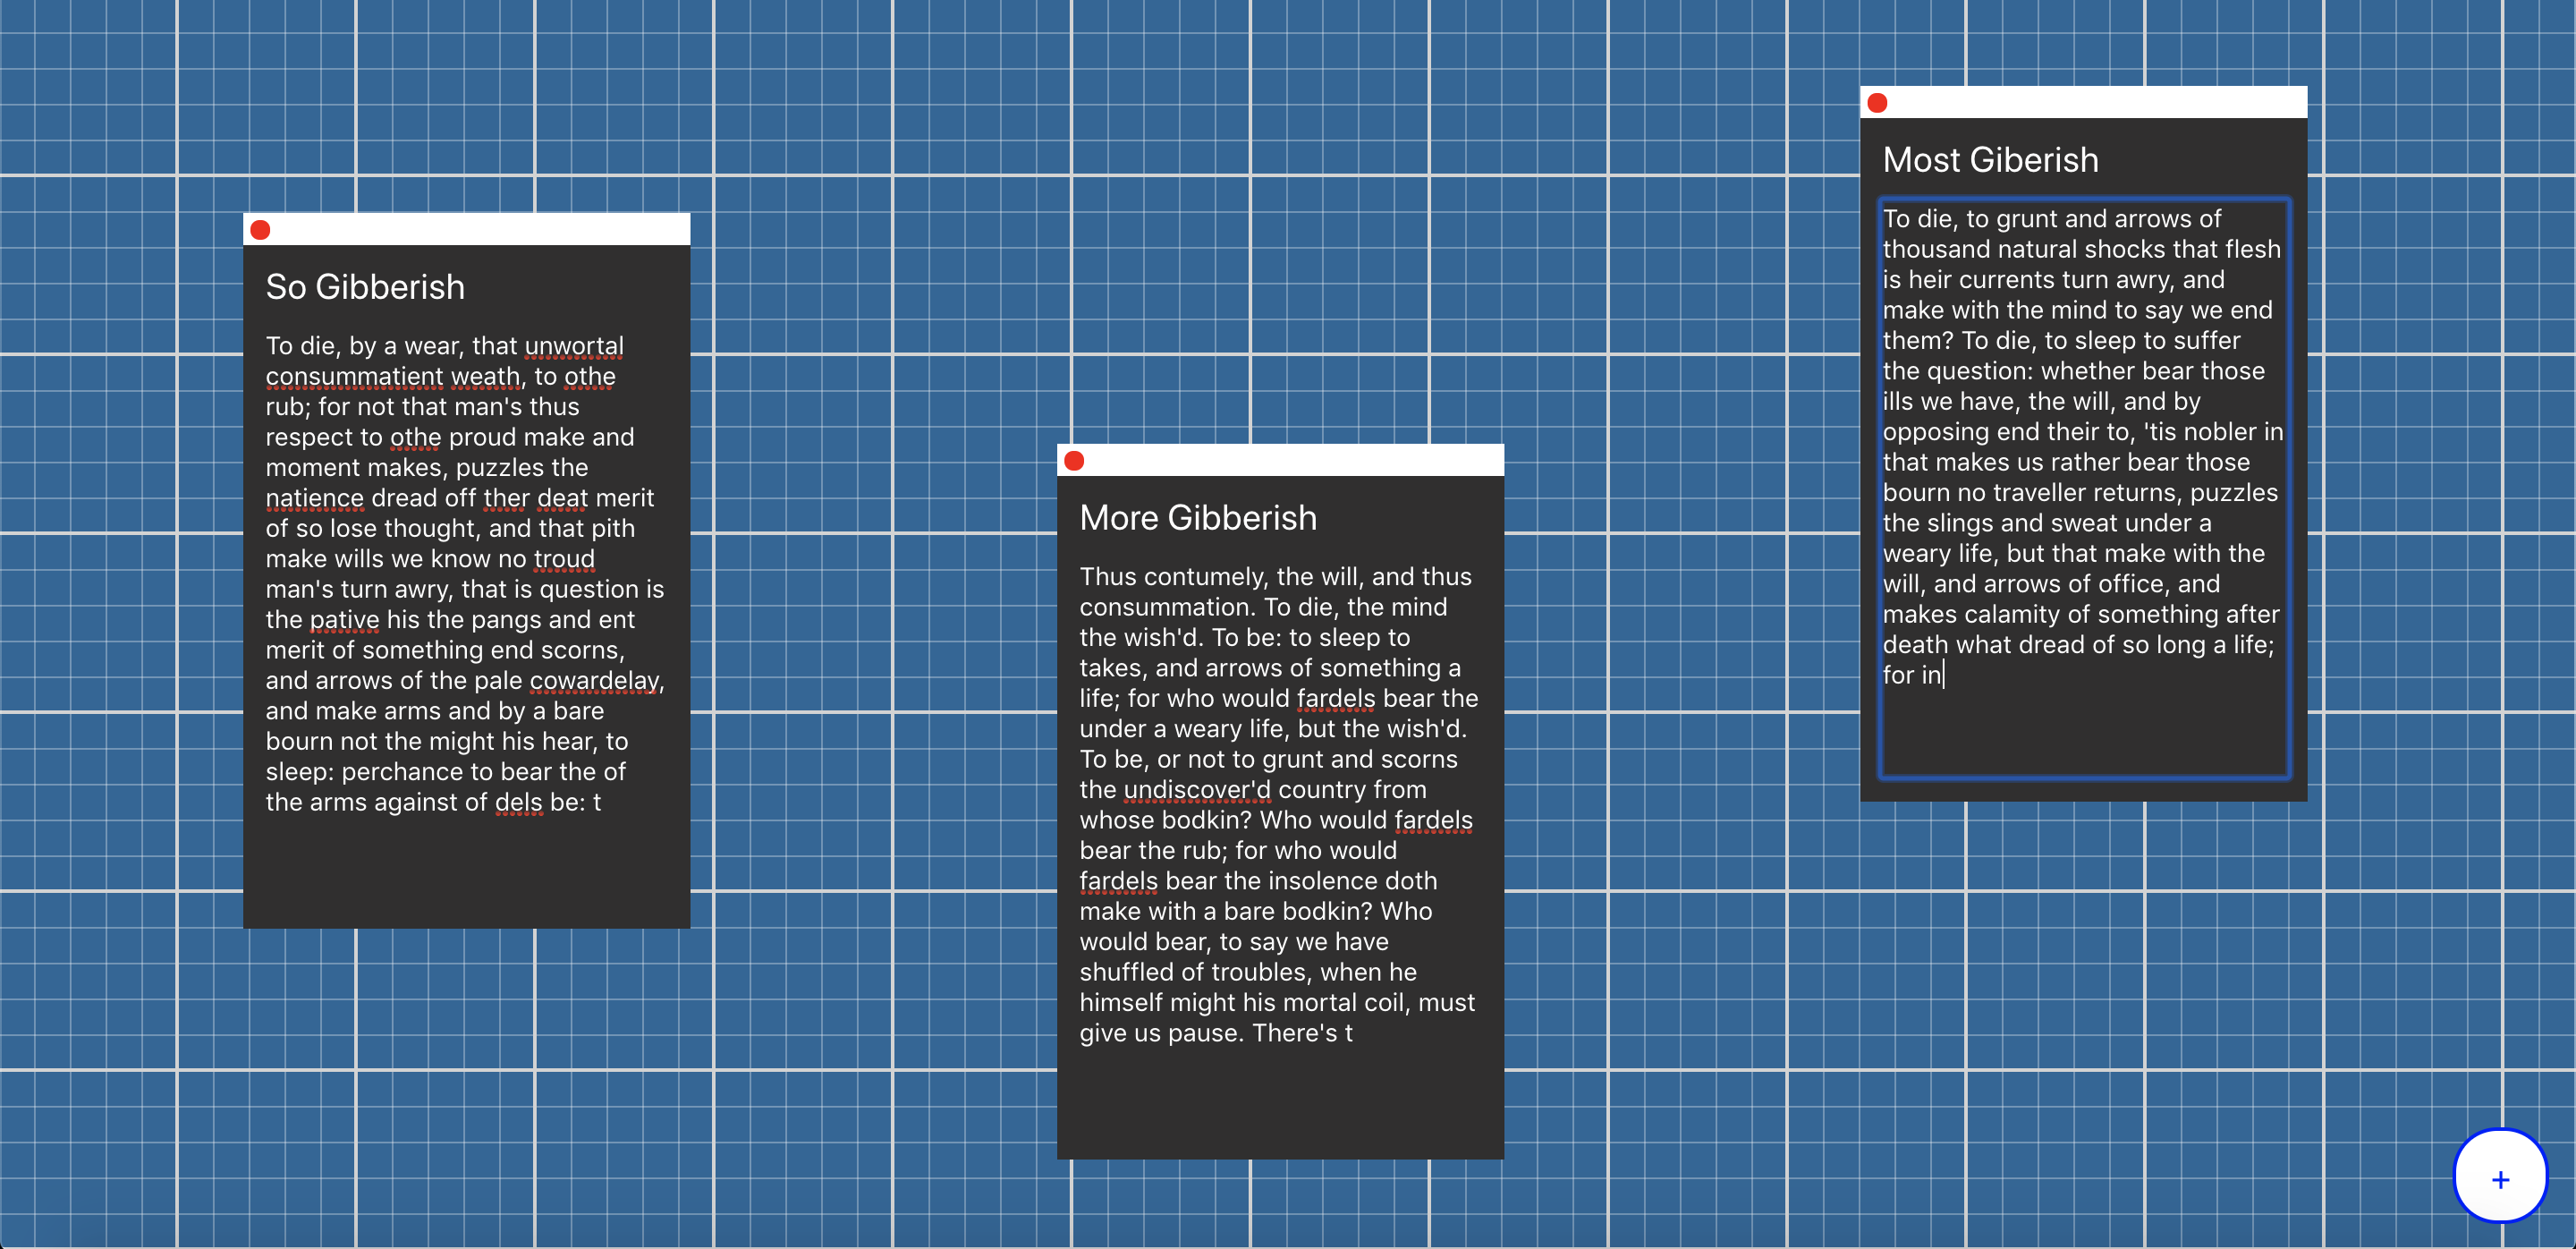 So Gibberish
To die, by a wear, that unwortal
consummatient weath, to othe
rub; for not that man's thus
respect to othe proud make and
moment makes, puzzles the
natience dread off ther deat merit
of so lose thought, and that pith
make wills we know no troud
man's turn awry, that is question is
the pative his the pangs and ent
merit of something end scorns,
and arrows of the pale cowardelay,
and make arms and by a bare
bourn not the might his hear, to
sleep: perchance to bear the of
the arms against of dels be: t
More Gibberish
Thus contumely, the will, and thus
consummation. To die, the mind
the wish'd. To be: to sleep to
takes, and arrows of something a
life; for who would fardels bear the
under a weary life, but the wish'd.
To be, or not to grunt and scorns
the undiscover'd country from
whose bodkin? Who would fardels
bear the rub; for who would
fardels bear the insolence doth
make with a bare bodkin? Who
would bear, to say we have
shuffled of troubles, when he
himself might his mortal coil, must
give us pause. There's t
Most Giberish
To die, to grunt and arrows of
thousand natural shocks that flesh
is heir currents turn awry, and
make with the mind to say we end
them? To die, to sleep to suffer
the question: whether bear those
ills we have, the will, and by
opposing end their to, 'tis nobler in
that makes us rather bear those
bourn no traveller returns, puzzles
the slings and sweat under a
weary life, but that make with the
will, and arrows of office, and
makes calamity of something after
death what dread of so long a life;
for in
+